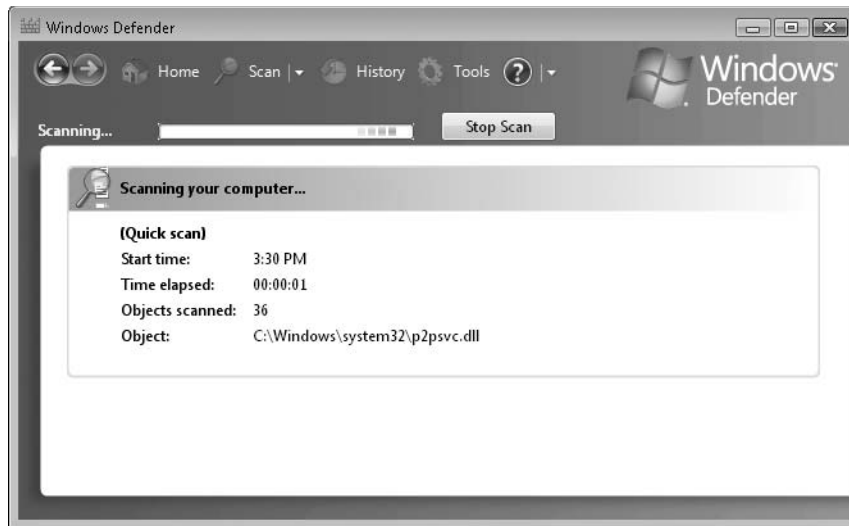 Windows Defender
Home Scan History Tools ?
Windows
Defender
Scanning... Stop Scan
Scanning your computer...
(Quick scan)
Start time: 3:30 PM
Time elapsed: 00:00:01
Objects scanned: 36
Object: C:\Windows\system32\p2psvc.dll